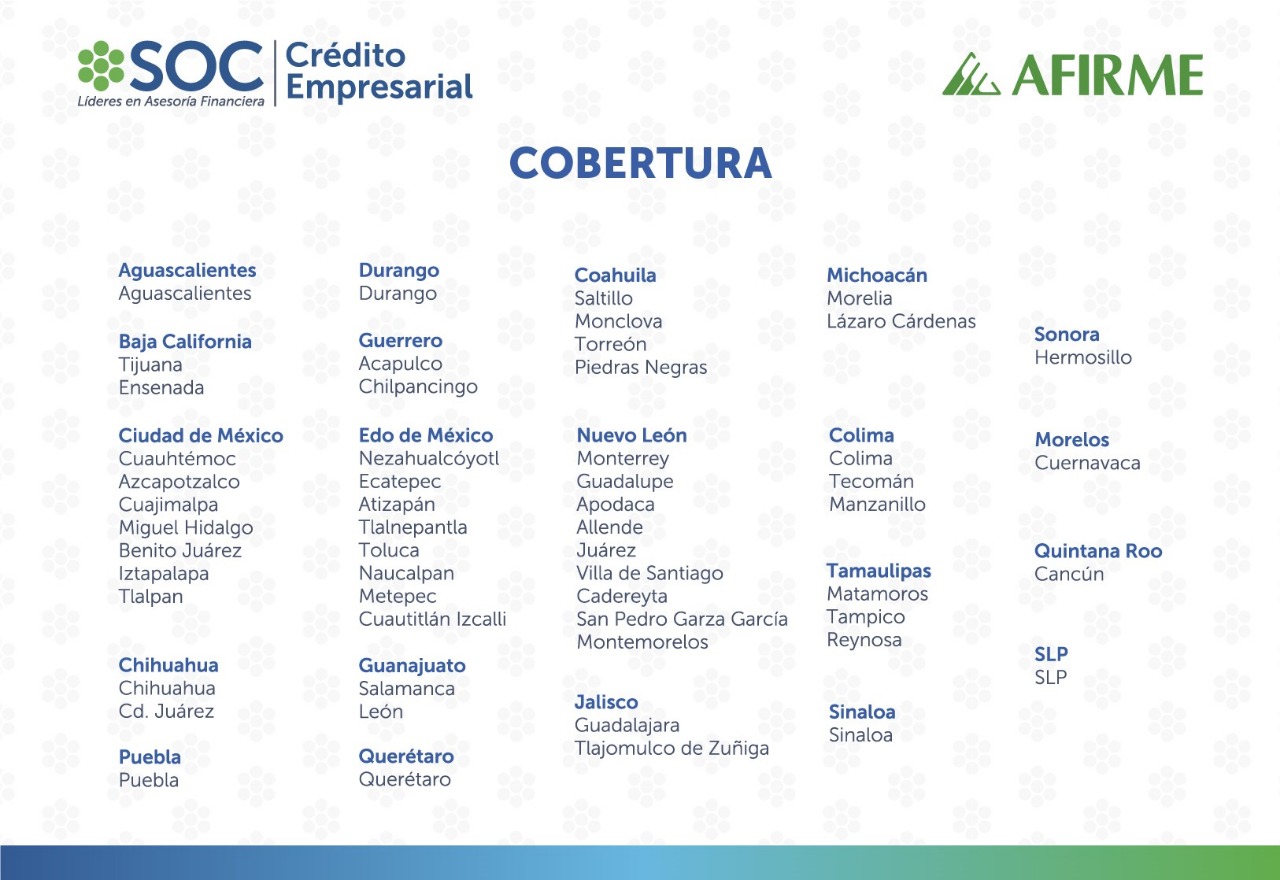 SOC
Líderes en Asesoría Financiera
Crédito
Empresarial
AFIRME
COBERTURA
Aguascalientes
Aguascalientes
Baja California
Tijuana
Ensenada
Ciudad de México
Cuauhtémoc
Azcapotzalco
Cuajimalpa
Miguel Hidalgo
Benito Juárez
Iztapalapa
Tlalpan
Chihuahua
Chihuahua
Cd. Juárez
Puebla
Puebla
Durango
Durango
Guerrero
Acapulco
Chilpancingo
Edo de México
Nezahualcóyotl
Ecatepec
Atizapán
Tlalnepantla
Toluca
Naucalpan
Metepec
Cuautitlán Izcalli
Guanajuato
Salamanca
León
Querétaro
Querétaro
Coahuila
Saltillo
Monclova
Torreón
Piedras Negras
Nuevo León
Monterrey
Guadalupe
Apodaca
Allende
Juárez
Villa de Santiago
Cadereyta
San Pedro Garza García
Montemorelos
Jalisco
Guadalajara
Tlajomulco de Zuñiga
Michoacán
Morelia
Lázaro Cárdenas
Colima
Colima
Tecomán
Manzanillo
Tamaulipas
Matamoros
Tampico
Reynosa
Sinaloa
Sinaloa
Sonora
Hermosillo
Morelos
Cuernavaca
Quintana Roo
Cancún
SLP
SLP